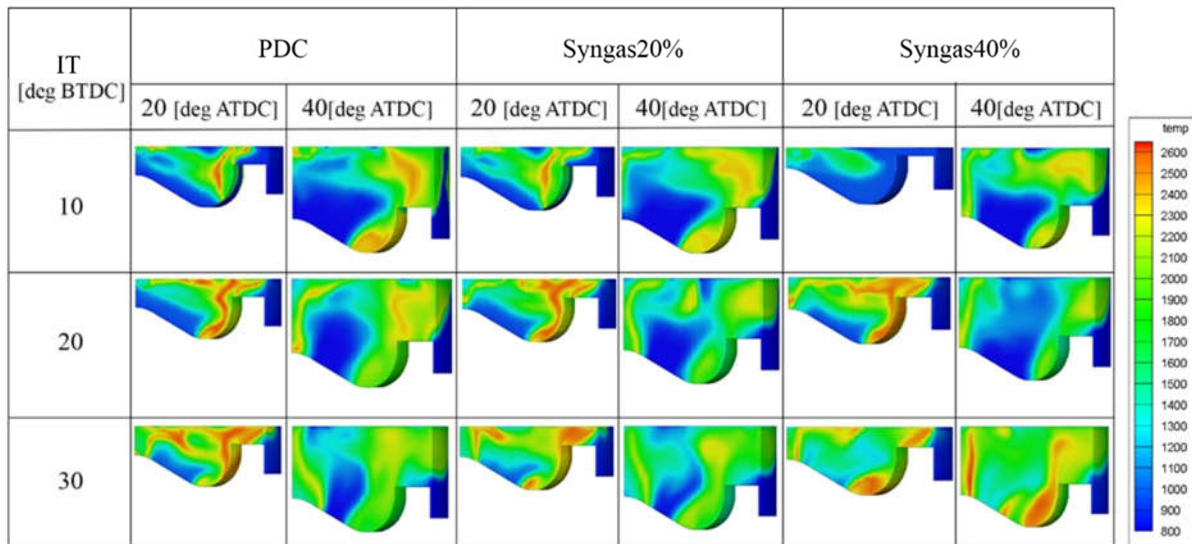 IT
[deg BTDC]
PDC
Syngas20%
Syngas40%
20 [deg ATDC]
40[deg ATDC]
20 [deg ATDC]
40[deg ATDC]
20 [deg ATDC]
40[deg ATDC]
10
20
30
temp
2600
2500
2400
2300
2200
2100
2000
1900
1800
1700
1600
1500
1400
1300
1200
1100
1000
900
800